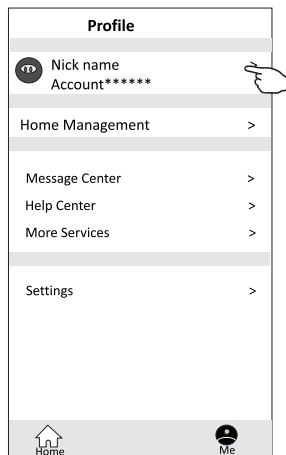 Profile
Nick name
Account******
Home Management >
Message Center >
Help Center >
More Services >
Settings >
Home Me